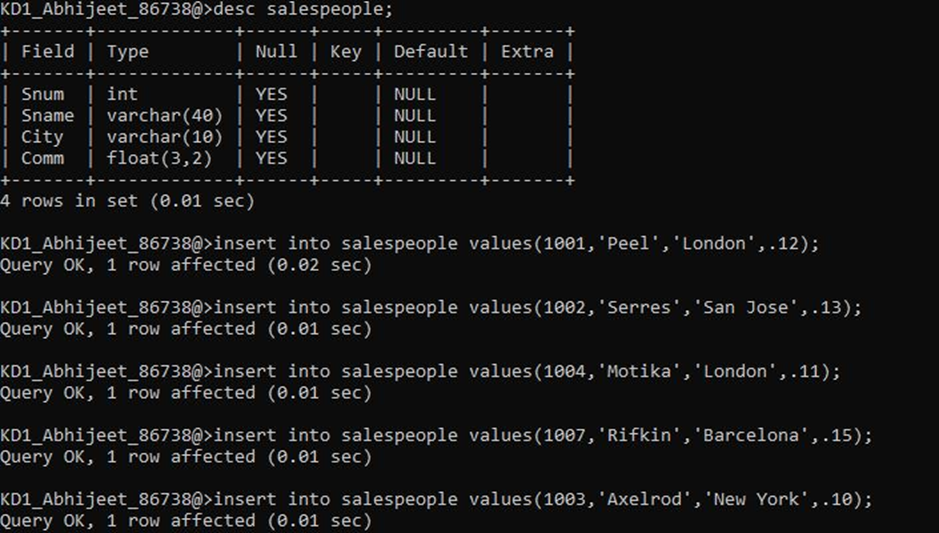 KD1_Abhijeet_86738@>desc salespeople;
+--------+-------------+------+-----+---------+-------+
| Field | Type | Null | Key | Default | Extra |
+--------+-------------+------+-----+---------+-------+
| Snum | int | YES | | NULL | |
| Sname | varchar(40) | YES | | NULL | |
| City | varchar(10) | YES | | NULL | |
| Comm | float(3,2) | YES | | NULL | |
+--------+-------------+------+-----+---------+-------+
4 rows in set (0.01 sec)
KD1_Abhijeet_86738@>insert into salespeople values(1001,'Peel','London',.12);
Query OK, 1 row affected (0.02 sec)
KD1_Abhijeet_86738@>insert into salespeople values(1002,'Serres','San Jose',.13);
Query OK, 1 row affected (0.01 sec)
KD1_Abhijeet_86738@>insert into salespeople values(1004,'Motika','London',.11);
Query OK, 1 row affected (0.01 sec)
KD1_Abhijeet_86738@>insert into salespeople values(1007,'Rifkin','Barcelona',.15);
Query OK, 1 row affected (0.01 sec)
KD1_Abhijeet_86738@>insert into salespeople values(1003,'Axelrod','New York',.10);
Query OK, 1 row affected (0.01 sec)